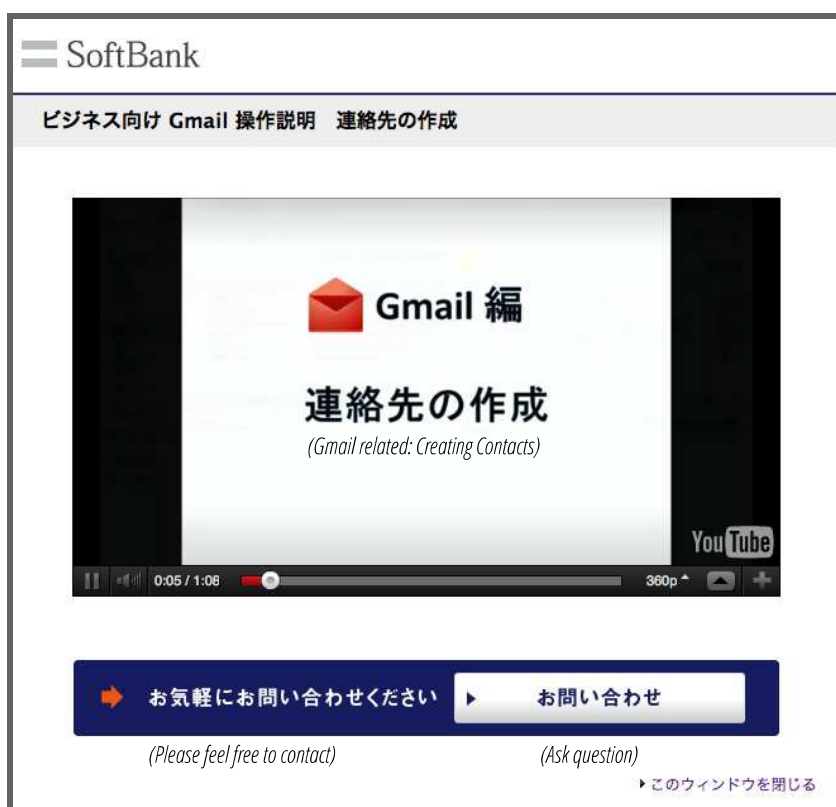 SoftBank
ビジネス向け Gmail 操作説明 連絡先の作成
Gmail 編
連絡先の作成
(Gmail related: Creating Contacts)
YouTube
0:05 / 1:06
360p
お気軽にお問い合わせください
お問い合わせ
(Please feel free to contact)
(Ask question)
このウィンドウを閉じる